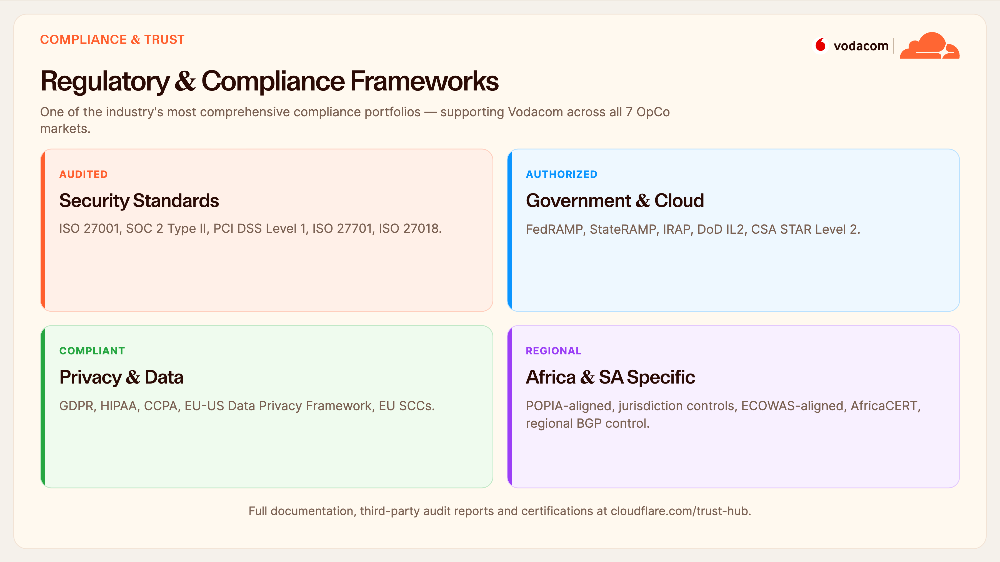 COMPLIANCE & TRUST
vodacom
Regulatory & Compliance Frameworks
One of the industry's most comprehensive compliance portfolios — supporting Vodacom across all 7 OpCo
markets.
AUDITED
Security Standards
ISO 27001, SOC 2 Type II, PCI DSS Level 1, ISO 27701, ISO 27018.
AUTHORIZED
Government & Cloud
FedRAMP, StateRAMP, IRAP, DoD IL2, CSA STAR Level 2.
COMPLIANT
Privacy & Data
GDPR, HIPAA, CCPA, EU-US Data Privacy Framework, EU SCCs.
REGIONAL
Africa & SA Specific
POPIA-aligned, jurisdiction controls, ECOWAS-aligned, AfricaCERT,
regional BGP control.
Full documentation, third-party audit reports and certifications at cloudflare.com/trust-hub.